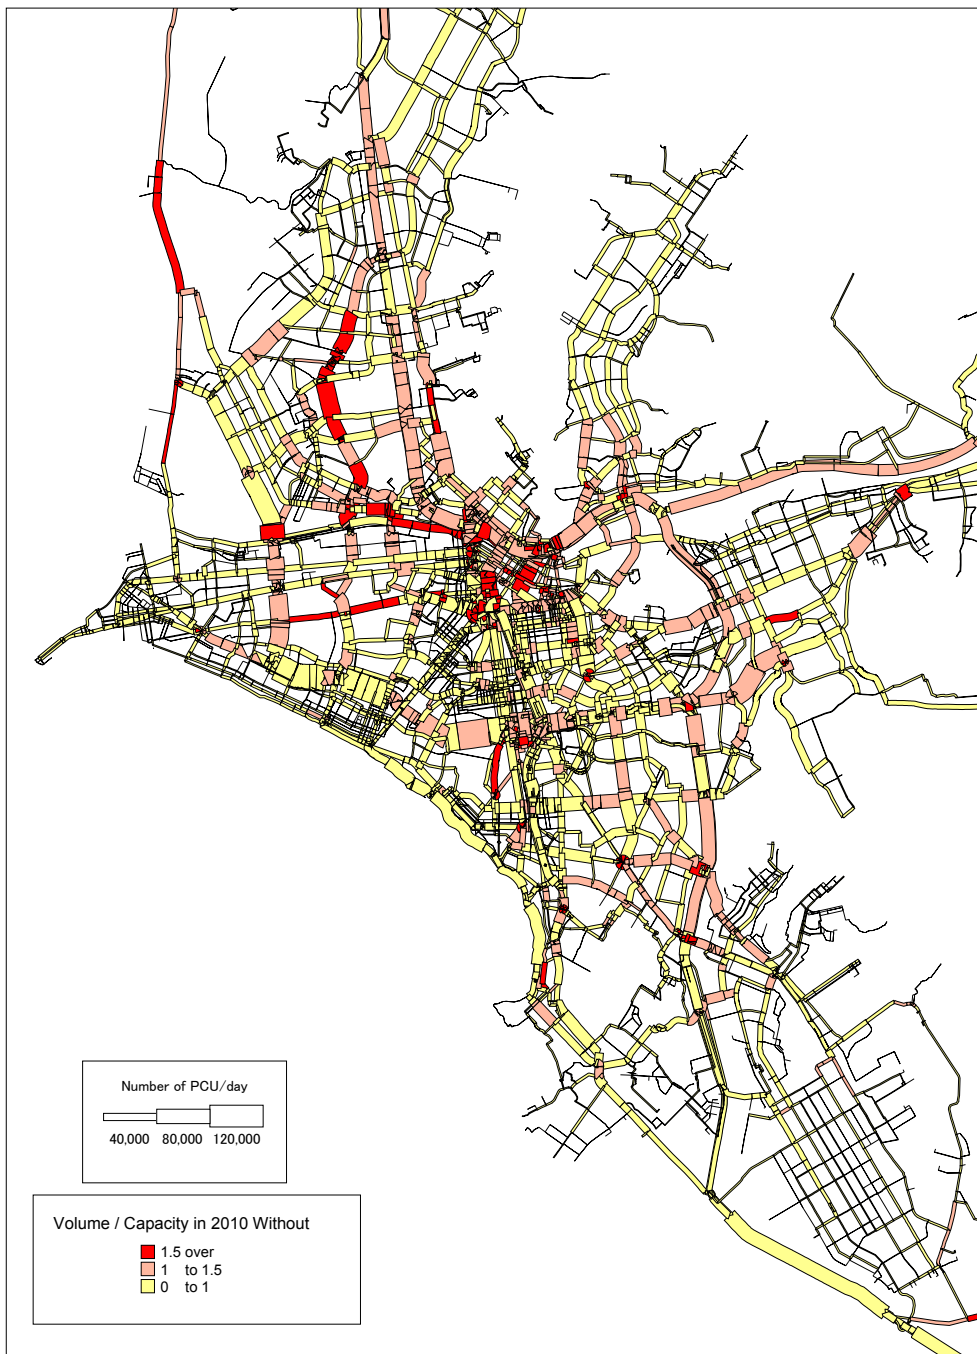 Number of PCU/day
40,000 80,000 120,000
Volume / Capacity in 2010 Without
1.5 over
1 to 1.5
0 to 1